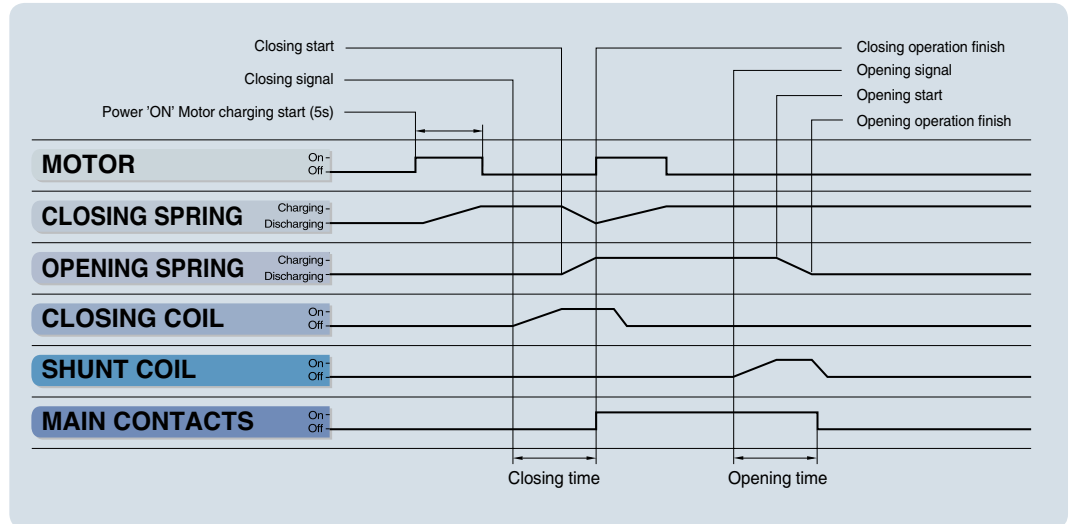 Closing start
Closing signal
Power 'ON' Motor charging start (5s)
Closing operation finish
Opening signal
Opening start
Opening operation finish
MOTOR
On
Off
CLOSING SPRING
Charging
Discharging
OPENING SPRING
Charging
Discharging
CLOSING COIL
On
Off
SHUNT COIL
On
Off
MAIN CONTACTS
On
Off
Closing time
Opening time